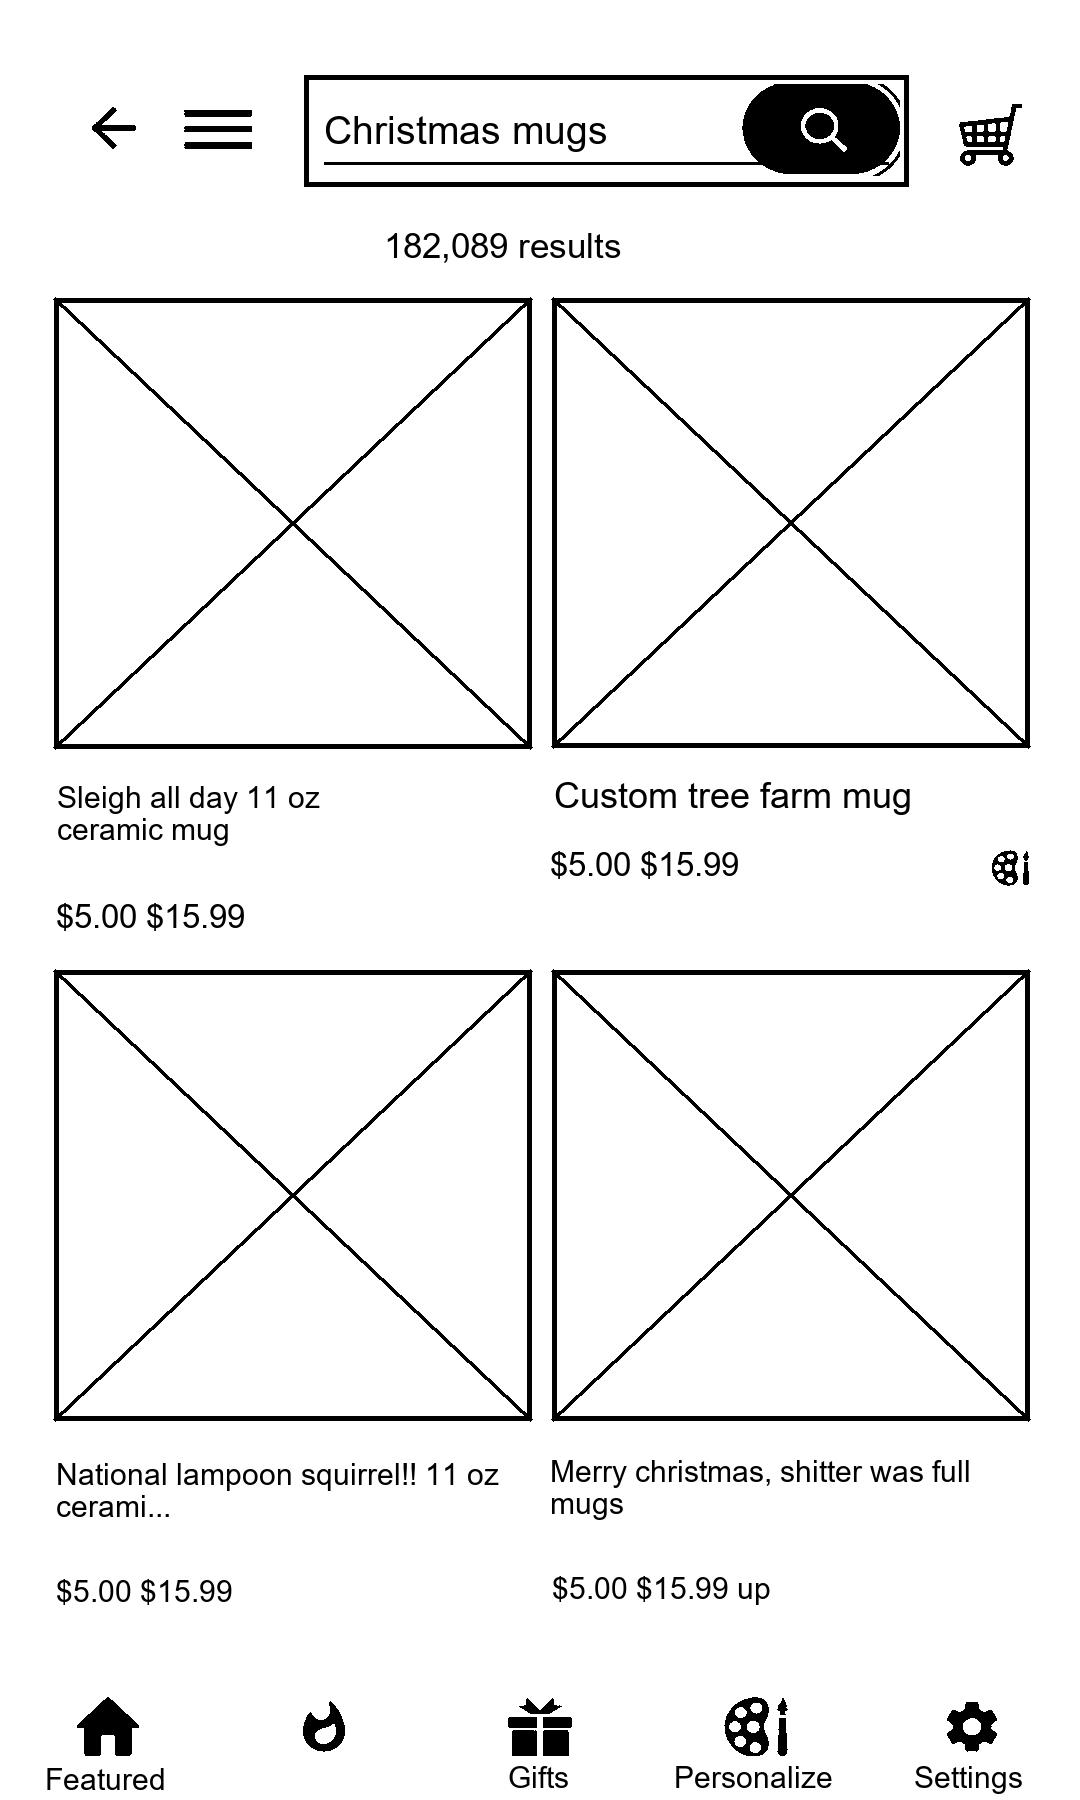 Christmas mugs
182,089 results
Sleigh all day 11 oz
ceramic mug
$5.00 $15.99
Custom tree farm mug
$5.00 $15.99
National lampoon squirrel!! 11 oz
cerami...
$5.00 $15.99
Merry christmas, shitter was full
mugs
$5.00 $15.99 up
Featured
Gifts
Personalize
Settings